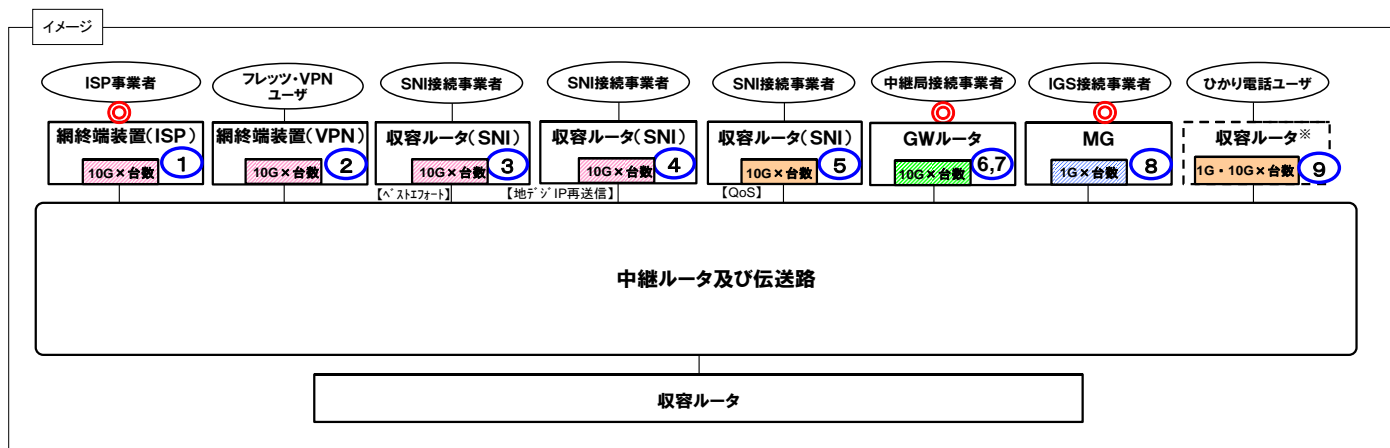 イメージ
ISP事業者
フレッツ・VPN
ユーザ
SNI接続事業者
SNI接続事業者
SNI接続事業者
中継局接続事業者
IGS接続事業者
ひかり電話ユーザ
網終端装置(ISP)
10G×台数
1
網終端装置(VPN)
10G×台数
2
収容ルータ(SNI)
10G×台数
3
収容ルータ(SNI)
10G×台数
4
収容ルータ(SNI)
10G×台数
5
GWルータ
10G×台数
6,7
MG
1G×台数
8
収容ルータ※
1G・10G×台数
9
【ベストエフォート】
【地デジIP再送信】
【QoS】
中継ルータ及び伝送路
収容ルータ